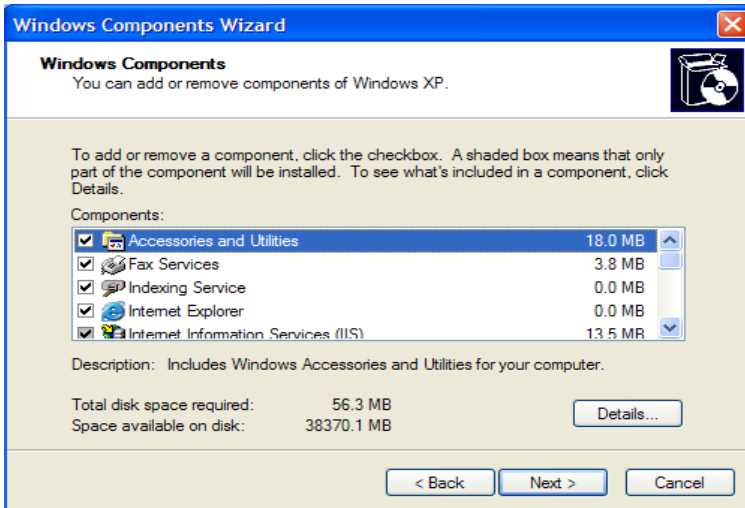 Windows Components Wizard
Windows Components
You can add or remove components of Windows XP.
To add or remove a component, click the checkbox. A shaded box means that only
part of the component will be installed. To see what's included in a component, click
Details.
Components:
Accessories and Utilities 18.0 MB
Fax Services 3.8 MB
Indexing Service 0.0 MB
Internet Explorer 0.0 MB
Internet Information Services (IIS) 13.5 MB
Description: Includes Windows Accessories and Utilities for your computer.
Total disk space required: 56.3 MB
Space available on disk: 38370.1 MB
Details...
< Back Next > Cancel